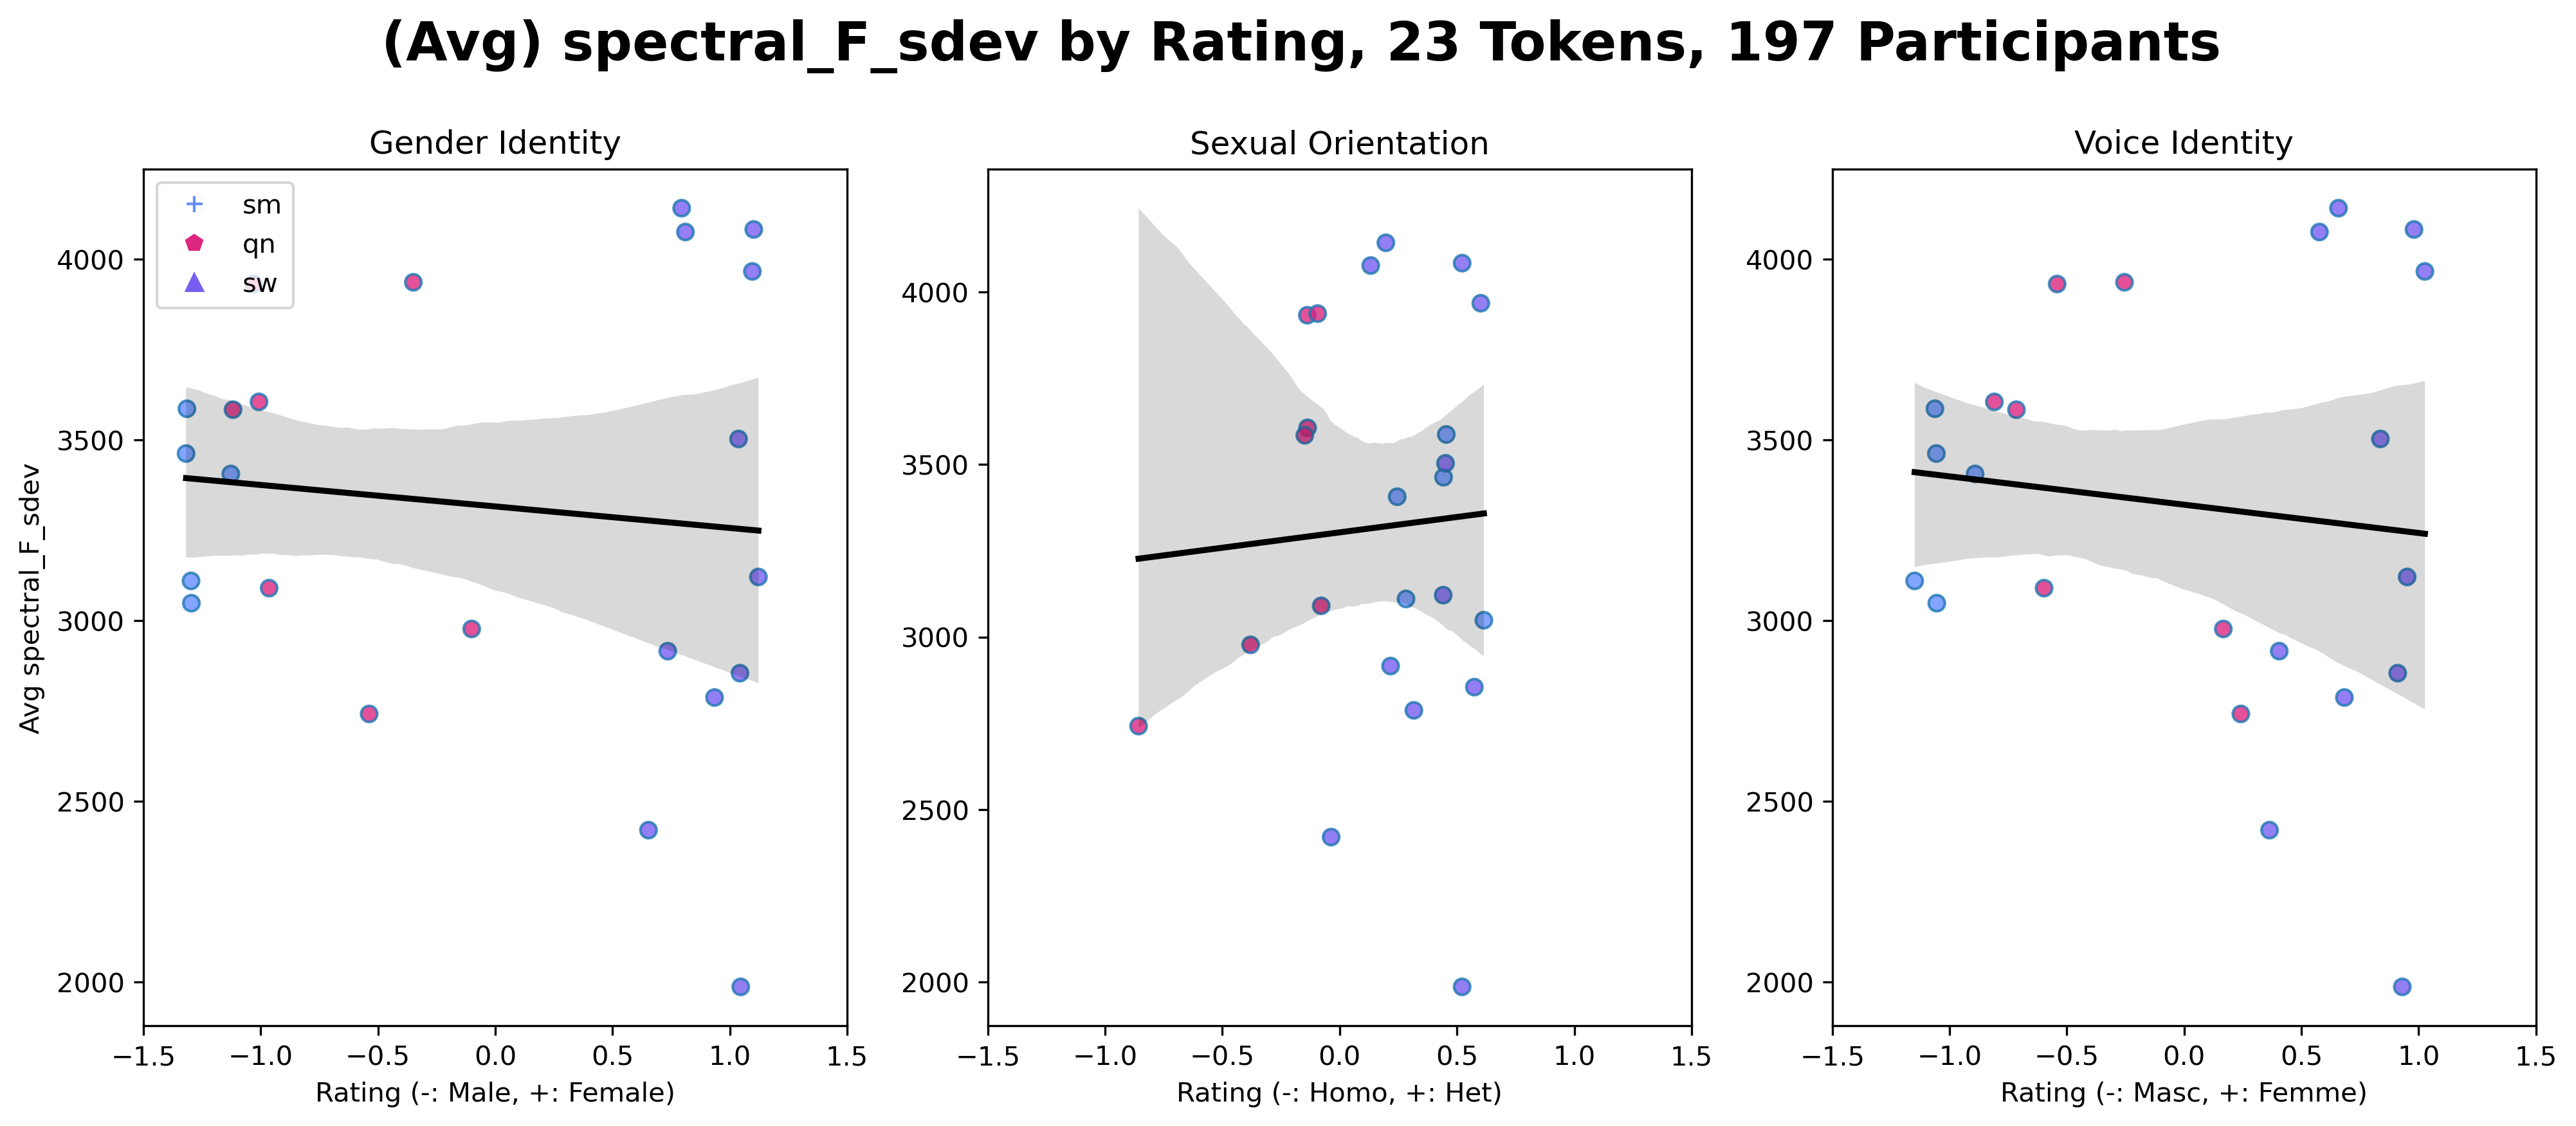 (Avg) spectral_F_sdev by Rating, 23 Tokens, 197 Participants
Gender Identity
sm
qn
sw
4000
3500
3000
2500
2000
Avg spectral_F_sdev
−1.5 −1.0 −0.5 0.0 0.5 1.0 1.5
Rating (-: Male, +: Female)
Sexual Orientation
4000
3500
3000
2500
2000
−1.5 −1.0 −0.5 0.0 0.5 1.0 1.5
Rating (-: Homo, +: Het)
Voice Identity
4000
3500
3000
2500
2000
−1.5 −1.0 −0.5 0.0 0.5 1.0 1.5
Rating (-: Masc, +: Femme)